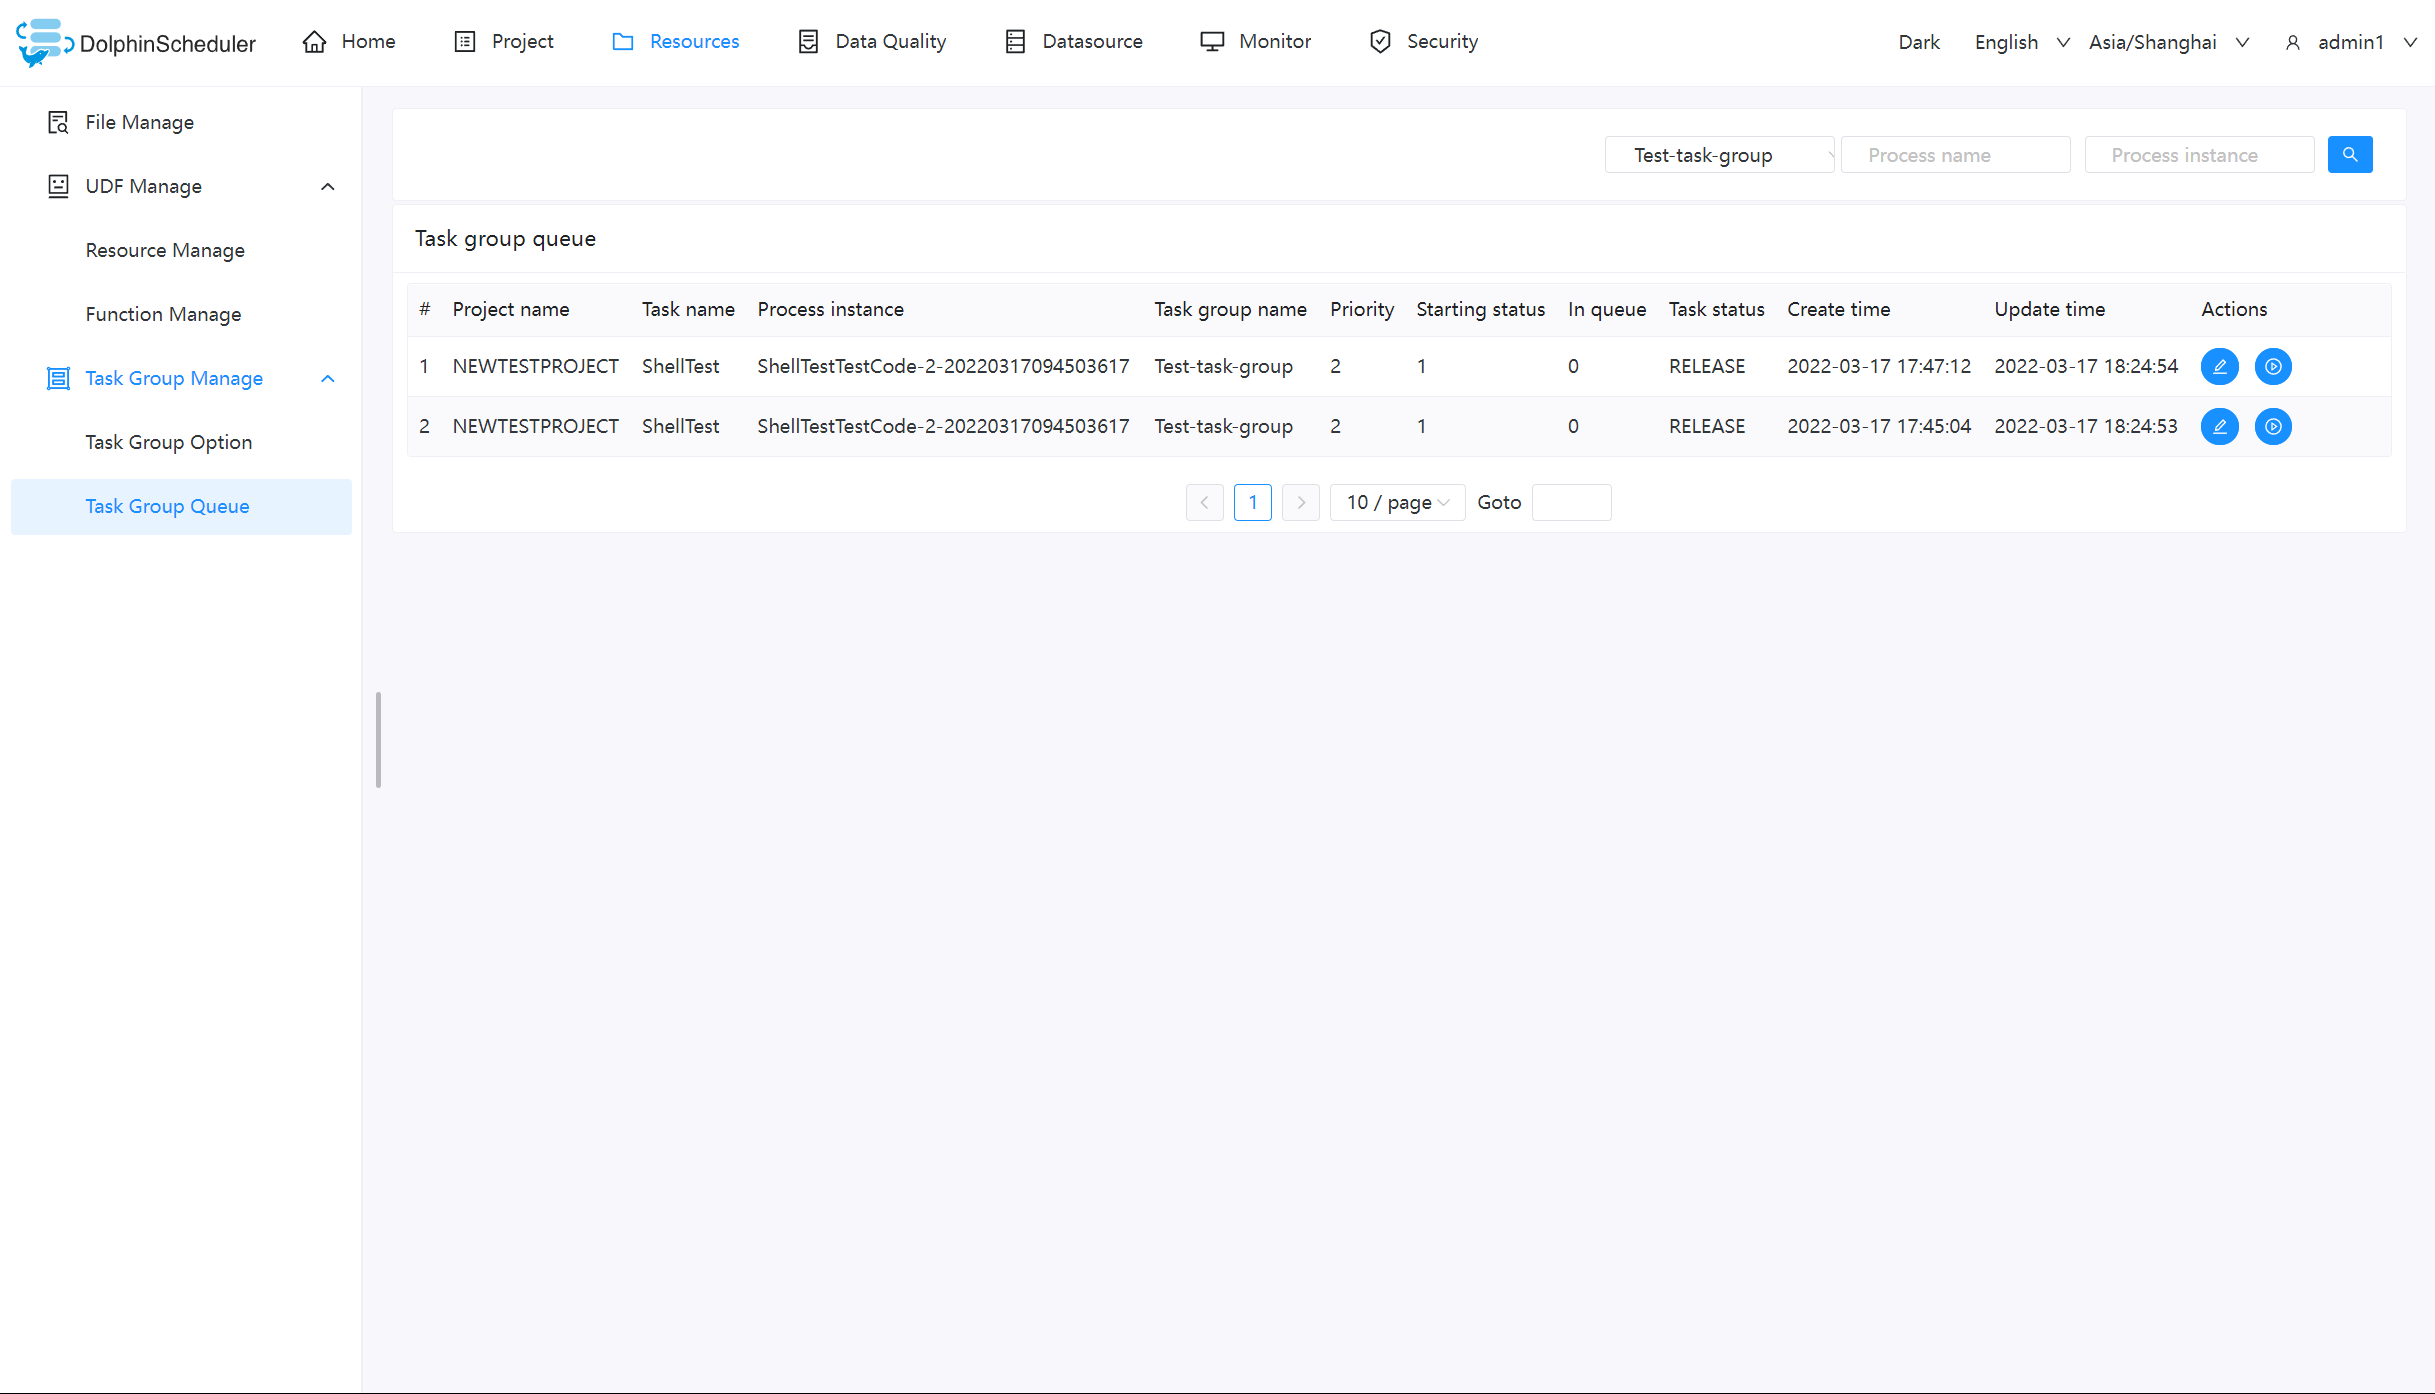 DolphinScheduler Home Project Resources Data Quality Datasource Monitor Security Dark English Asia/Shanghai admin1
File Manage
UDF Manage
Resource Manage
Function Manage
Task Group Manage
Task Group Option
Task Group Queue
Test-task-group Process name Process instance
Task group queue
# Project name Task name Process instance Task group name Priority Starting status In queue Task status Create time Update time Actions
1 NEWTESTPROJECT ShellTest ShellTestTestCode-2-20220317094503617 Test-task-group 2 1 0 RELEASE 2022-03-17 17:47:12 2022-03-17 18:24:54
2 NEWTESTPROJECT ShellTest ShellTestTestCode-2-20220317094503617 Test-task-group 2 1 0 RELEASE 2022-03-17 17:45:04 2022-03-17 18:24:53
1 10 / page Goto